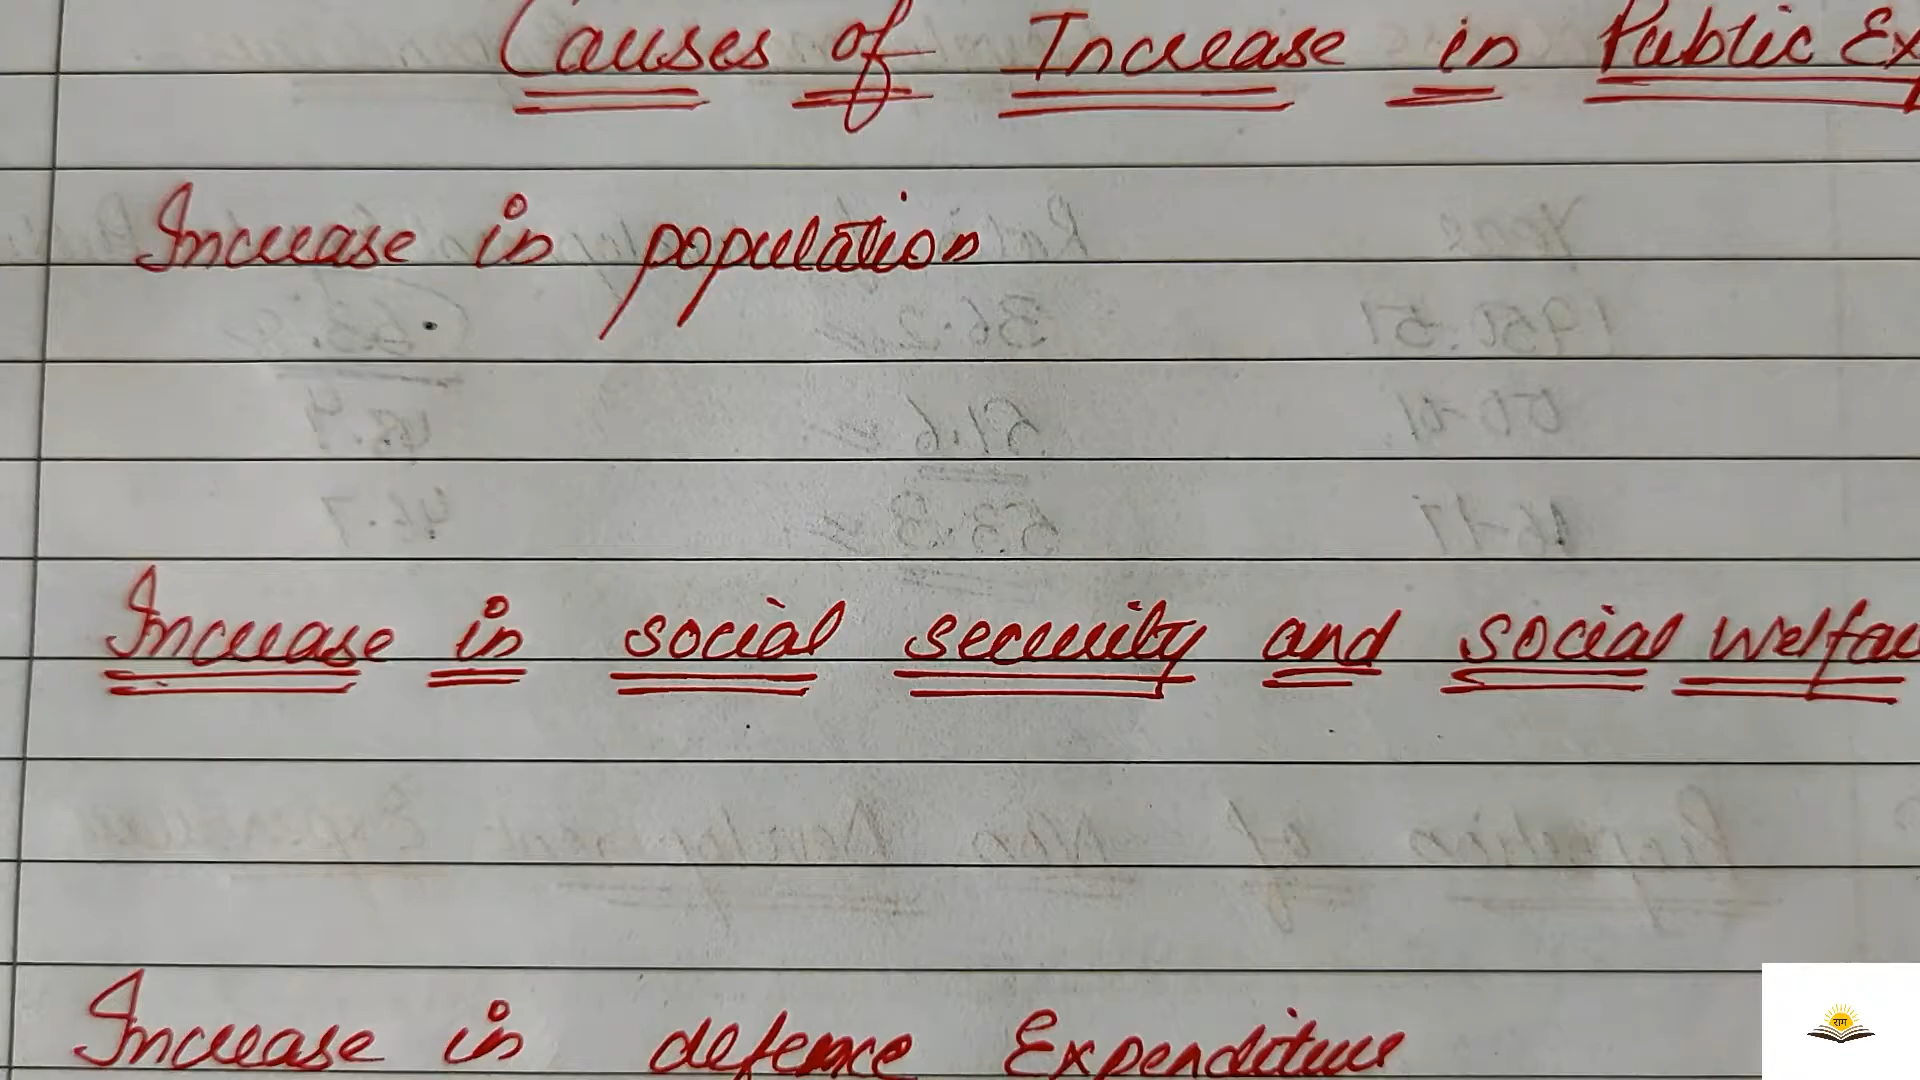 Causes of Increase in Public Ex
Increase in population
Increase in social security and social welfa
Increase in defence Expenditure
राम